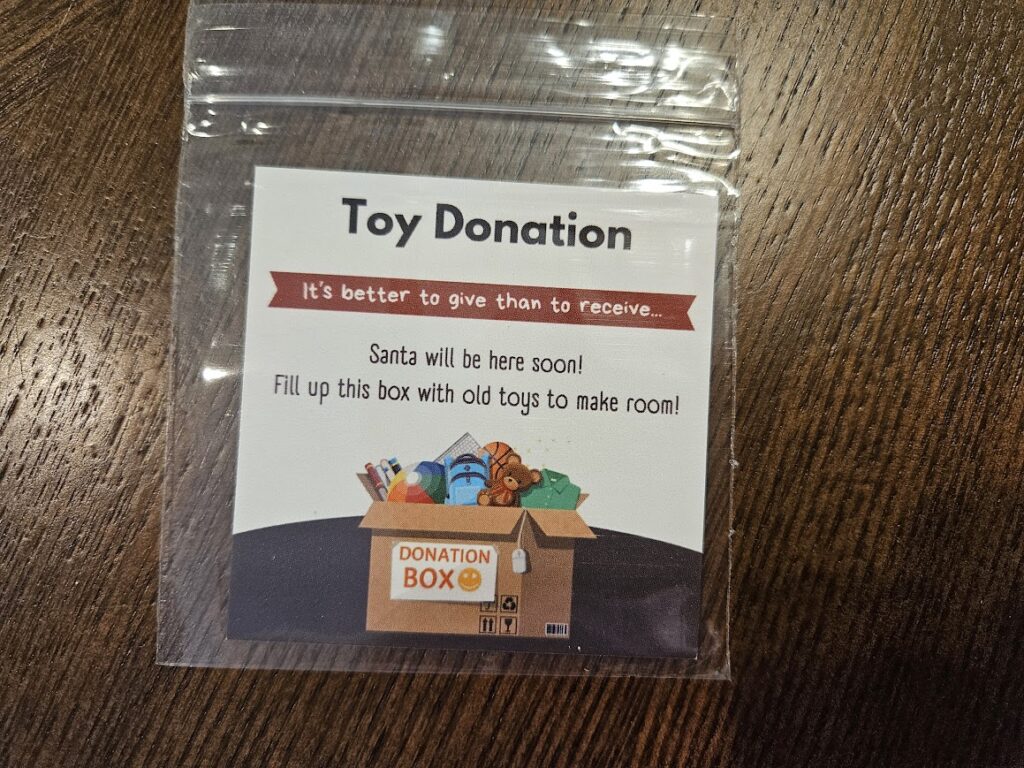 Toy Donation
It's better to give than to receive...
Santa will be here soon!
Fill up this box with old toys to make room!
DONATION
BOX